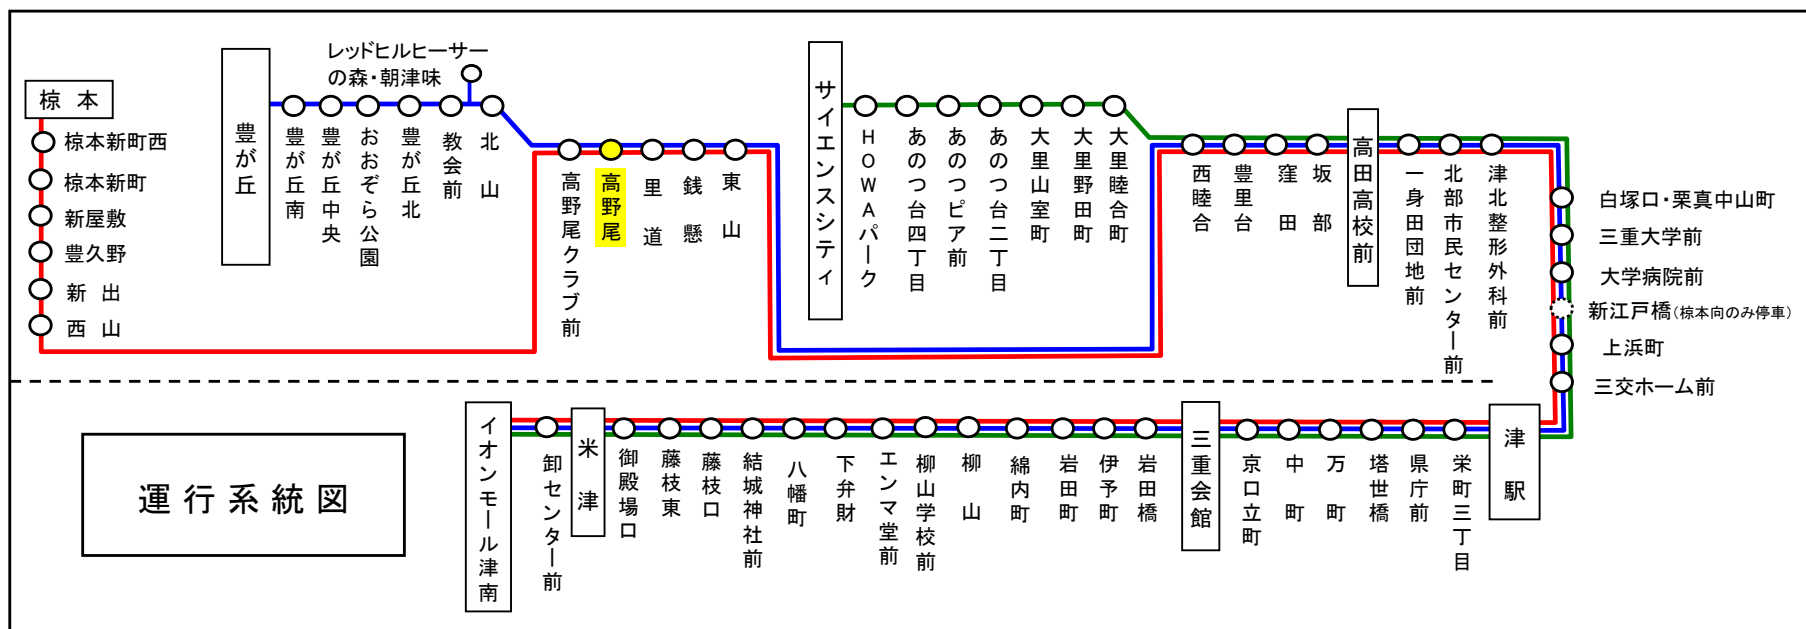 椋本
椋本新町西
椋本新町
新屋敷
豊久野
新出
西山
豊が丘
豊が丘南
豊が丘中央
おおぞら公園
豊が丘北
教会前
レッドヒルヒーサー
の森・朝津味
北山
高野尾クラブ前
高野尾
里道
銭懸
東山
サイエンスシティ
HOWAパーク
あのつ台四丁目
あのつピア前
あのつ台二丁目
大里山室町
大里野田町
大里睦合町
西睦合
豊里台
窪田
坂部
高田高校前
一身田団地前
北部市民センター前
津北整形外科前
白塚口・栗真中山町
三重大学前
大学病院前
新江戸橋(椋本向のみ停車)
上浜町
三交ホーム前
運行系統図
イオンモール津南
卸センター前
米津
御殿場口
藤枝東
藤枝口
結城神社前
八幡町
下弁財
エンマ堂前
柳山学校前
柳山
綿内町
岩田町
伊予町
岩田橋
三重会館
京口立町
中町
万町
塔世橋
県庁前
栄町三丁目
津駅